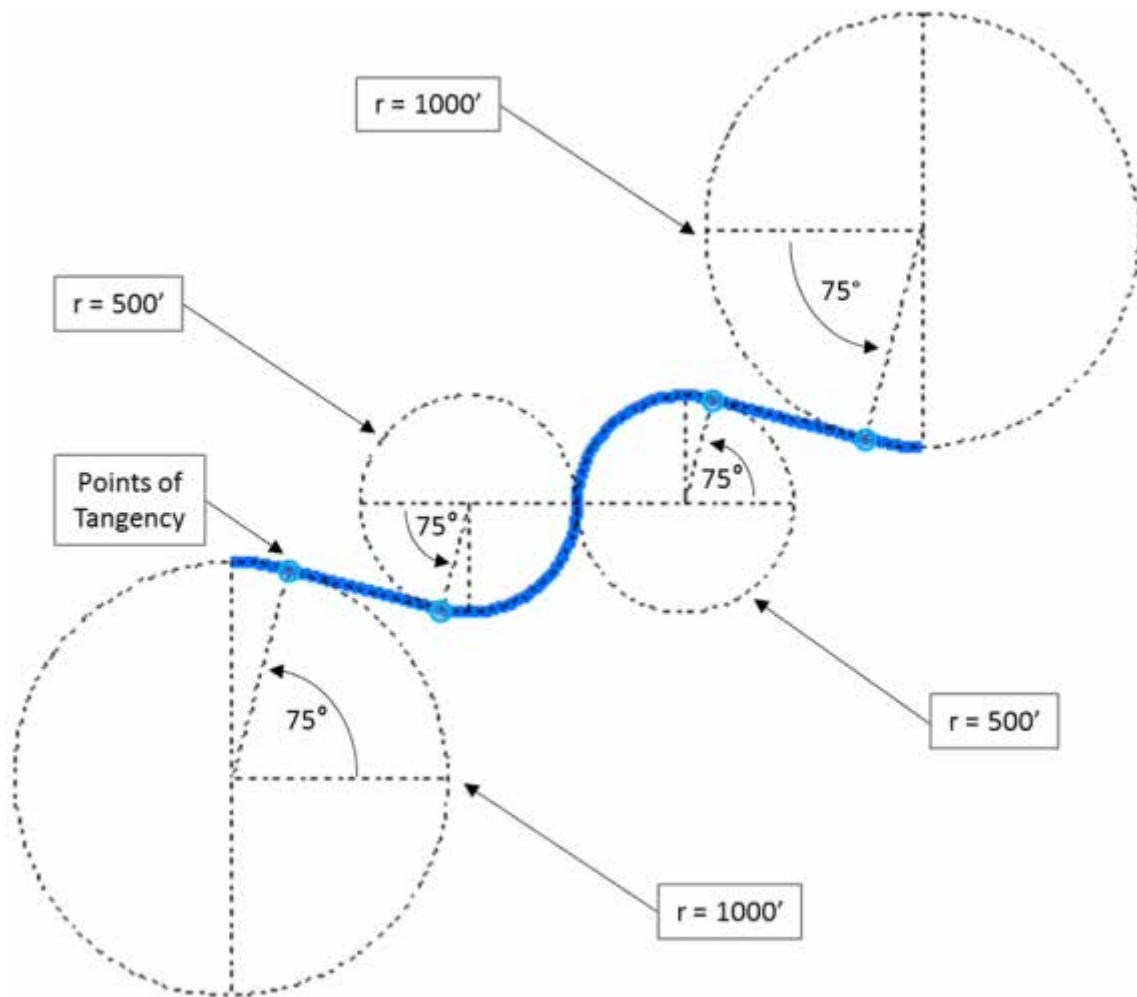 r = 1000′
75°
r = 500′
75°
75°
Points of
Tangency
75°
r = 500′
r = 1000′